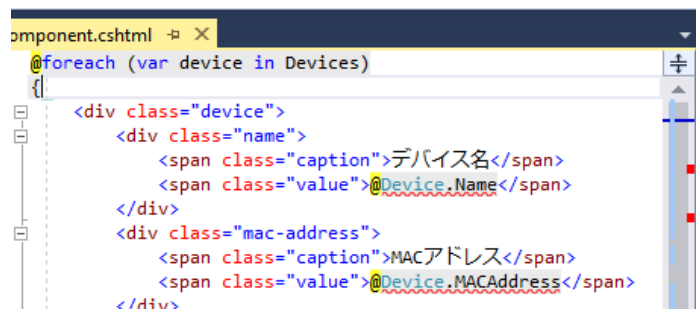 omponent.cshtml
@foreach (var device in Devices)
{
<div class="device">
<div class="name">
<span class="caption">デバイス名</span>
<span class="value">@Device.Name</span>
</div>
<div class="mac-address">
<span class="caption">MACアドレス</span>
<span class="value">@Device.MACAddress</span>
</div>